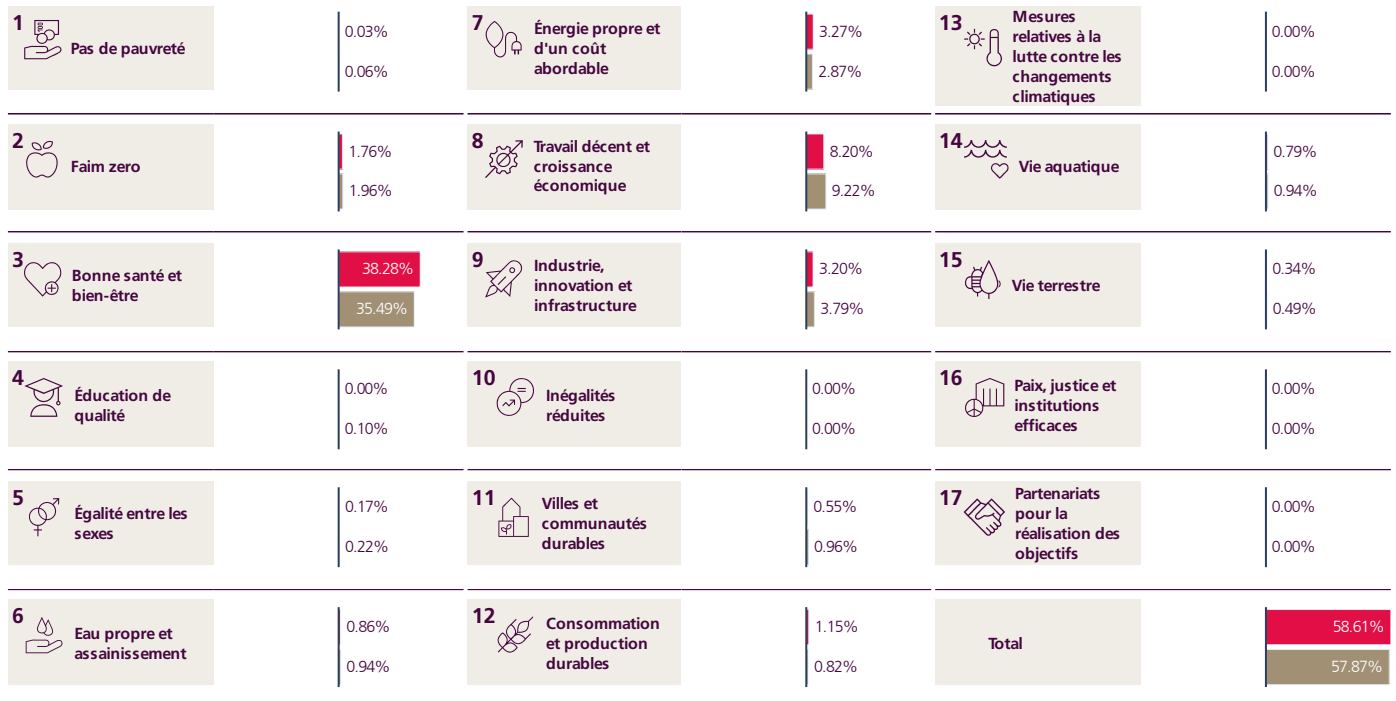 1
Pas de pauvreté
0.03%
0.06%
2
Faim zero
1.76%
1.96%
3
Bonne santé et
bien-être
38.28%
35.49%
4
Éducation de
qualité
0.00%
0.10%
5
Égalité entre les
sexes
0.17%
0.22%
6
Eau propre et
assainissement
0.86%
0.94%
7
Énergie propre et
d'un coût
abordable
3.27%
2.87%
8
Travail décent et
croissance
économique
8.20%
9.22%
9
Industrie,
innovation et
infrastructure
3.20%
3.79%
10
Inégalités
réduites
0.00%
0.00%
11
Villes et
communautés
durables
0.55%
0.96%
12
Consommation
et production
durables
1.15%
0.82%
13
Mesures
relatives à la
lutte contre les
changements
climatiques
0.00%
0.00%
14
Vie aquatique
0.79%
0.94%
15
Vie terrestre
0.34%
0.49%
16
Paix, justice et
institutions
efficaces
0.00%
0.00%
17
Partenariats
pour la
réalisation des
objectifs
0.00%
0.00%
Total
58.61%
57.87%